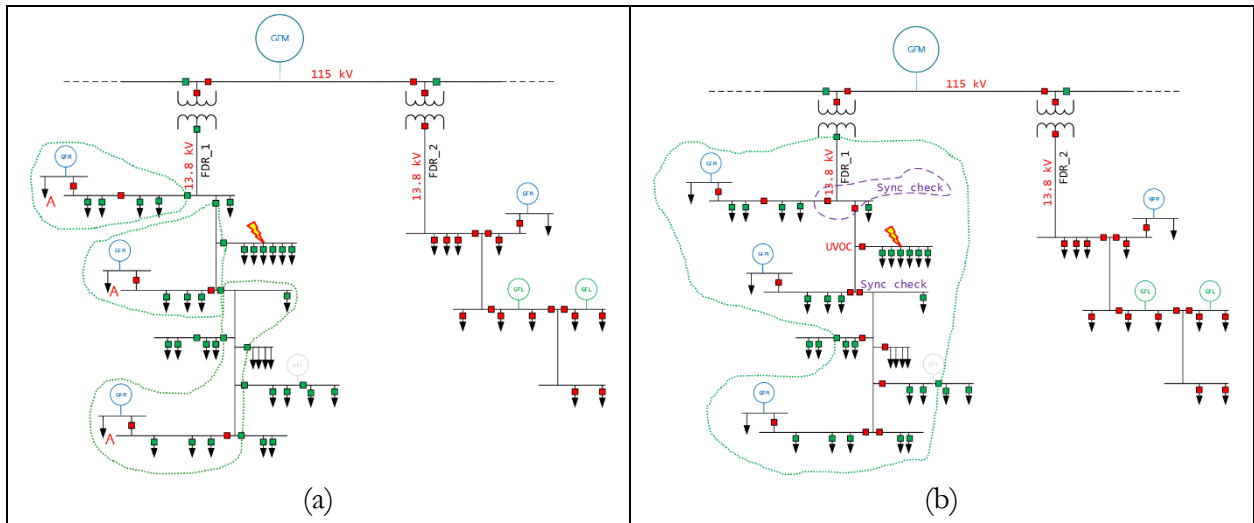 GFM
115 kV
13.8 kV
FDR_1
13.8 kV
FDR_2
GFM
A
GFM
GFM
A
GFL
GFL
GFL
GFM
A
(a)
GFM
115 kV
13.8 kV
FDR_1
13.8 kV
FDR_2
GFM
Sync check
GFM
UVOC
GFM
Sync check
GFL
GFL
GFL
GFM
(b)